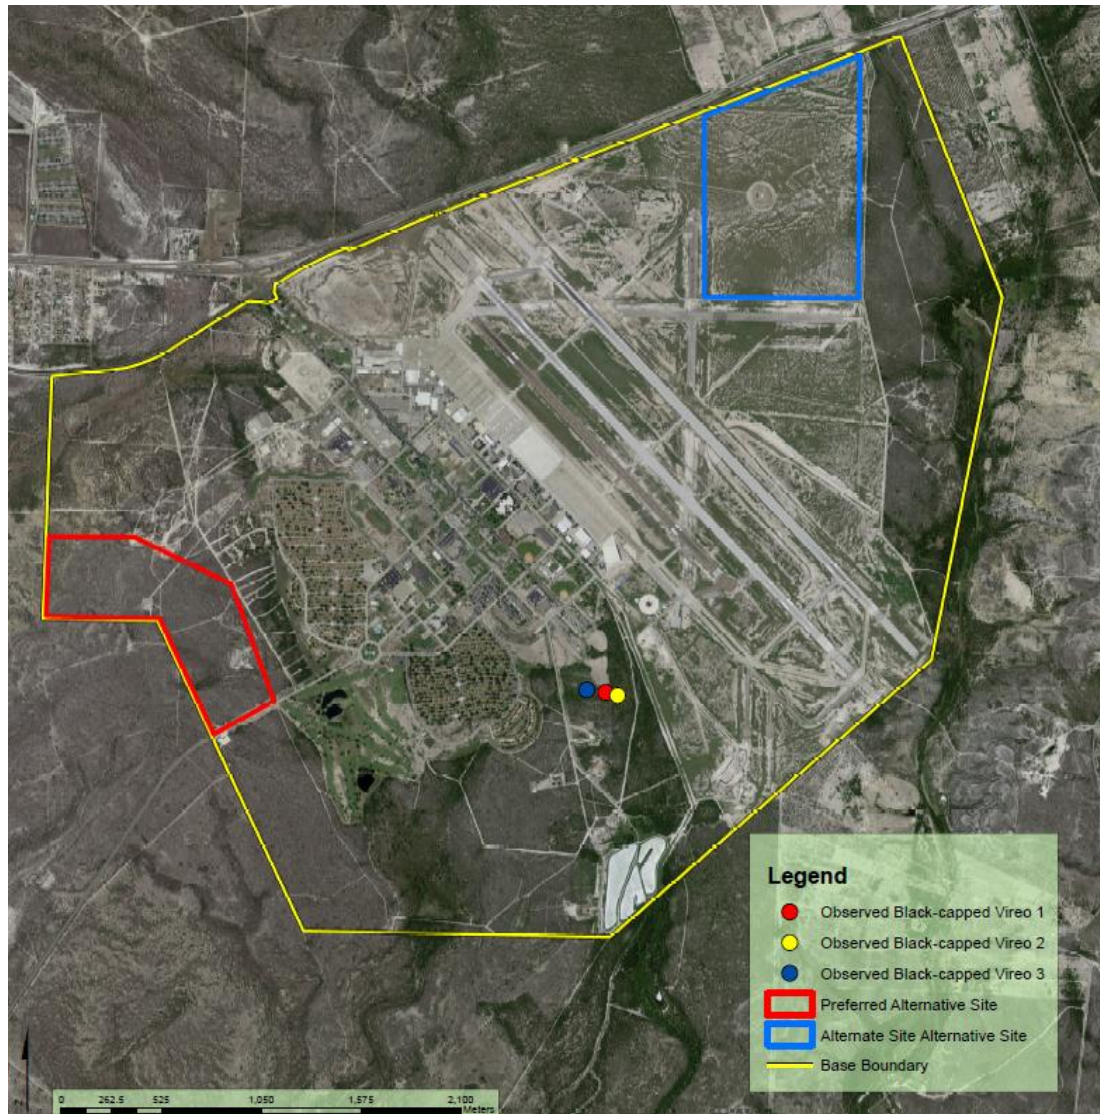 Legend
Observed Black-capped Vireo 1
Observed Black-capped Vireo 2
Observed Black-capped Vireo 3
Preferred Alternative Site
Alternate Site Alternative Site
Base Boundary
0 262.5 525 1,050 1,575 2,100
Meters